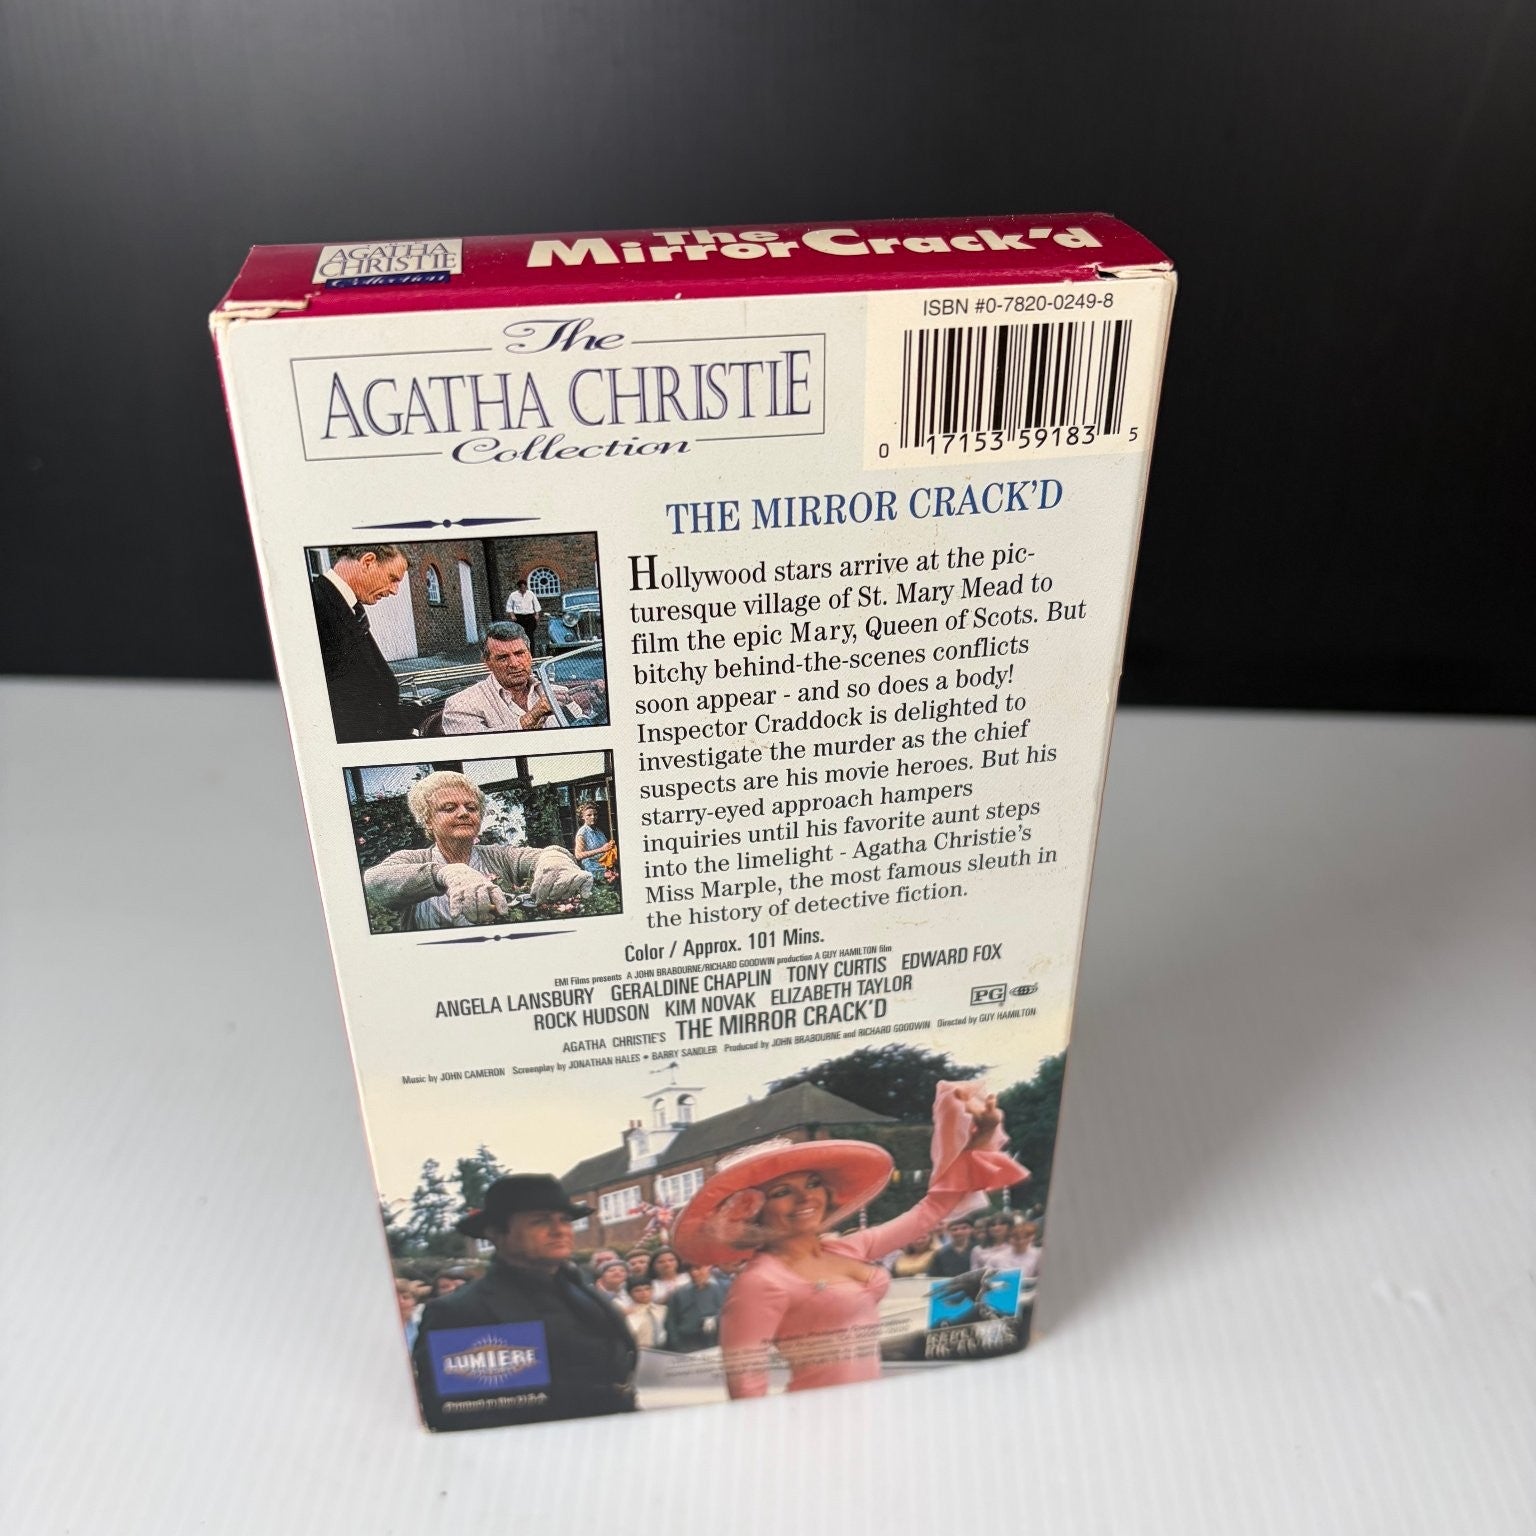 AGATHA
CHRISTIE
Collection
The
Mirror Crack'd
ISBN #0-7820-0249-8
0 17153 59183 5
The
AGATHA CHRISTIE
Collection
THE MIRROR CRACK'D
Hollywood stars arrive at the pic-
turesque village of St. Mary Mead to
film the epic Mary, Queen of Scots. But
bitchy behind-the-scenes conflicts
soon appear - and so does a body!
Inspector Craddock is delighted to
investigate the murder as the chief
suspects are his movie heroes. But his
starry-eyed approach hampers
inquiries until his favorite aunt steps
into the limelight - Agatha Christie's
Miss Marple, the most famous sleuth in
the history of detective fiction.
Color / Approx. 101 Mins.
EMI Films presents A JOHN BRABOURNE/RICHARD GOODWIN production A GUY HAMILTON film
ANGELA LANSBURY GERALDINE CHAPLIN TONY CURTIS EDWARD FOX
ROCK HUDSON KIM NOVAK ELIZABETH TAYLOR
AGATHA CHRISTIE'S THE MIRROR CRACK'D
PG
Music by JOHN CAMERON Screenplay by JONATHAN HALES • BARRY SANDLER Produced by JOHN BRABOURNE and RICHARD GOODWIN Directed by GUY HAMILTON
LUMIERE
Printed in the U.S.A.
REPUBLIC
PICTURES